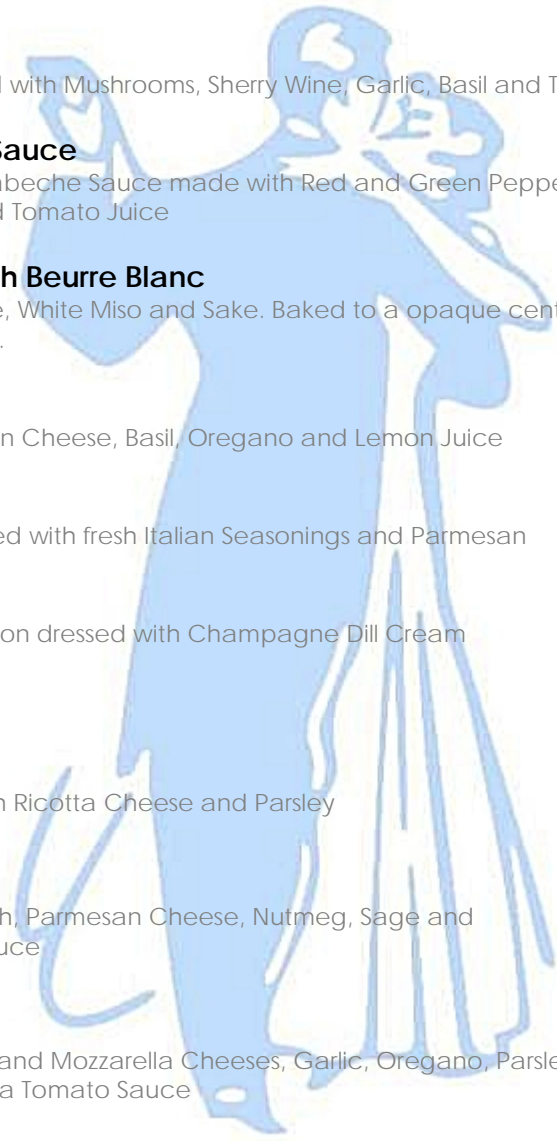 with Mushrooms, Sherry Wine, Garlic, Basil and T
Sauce
abeche Sauce made with Red and Green Peppe
d Tomato Juice
h Beurre Blanc
e, White Miso and Sake. Baked to a opaque cent
.
n Cheese, Basil, Oregano and Lemon Juice
ed with fresh Italian Seasonings and Parmesan
on dressed with Champagne Dill Cream
n Ricotta Cheese and Parsley
h, Parmesan Cheese, Nutmeg, Sage and
uce
and Mozzarella Cheeses, Garlic, Oregano, Parsle
a Tomato Sauce